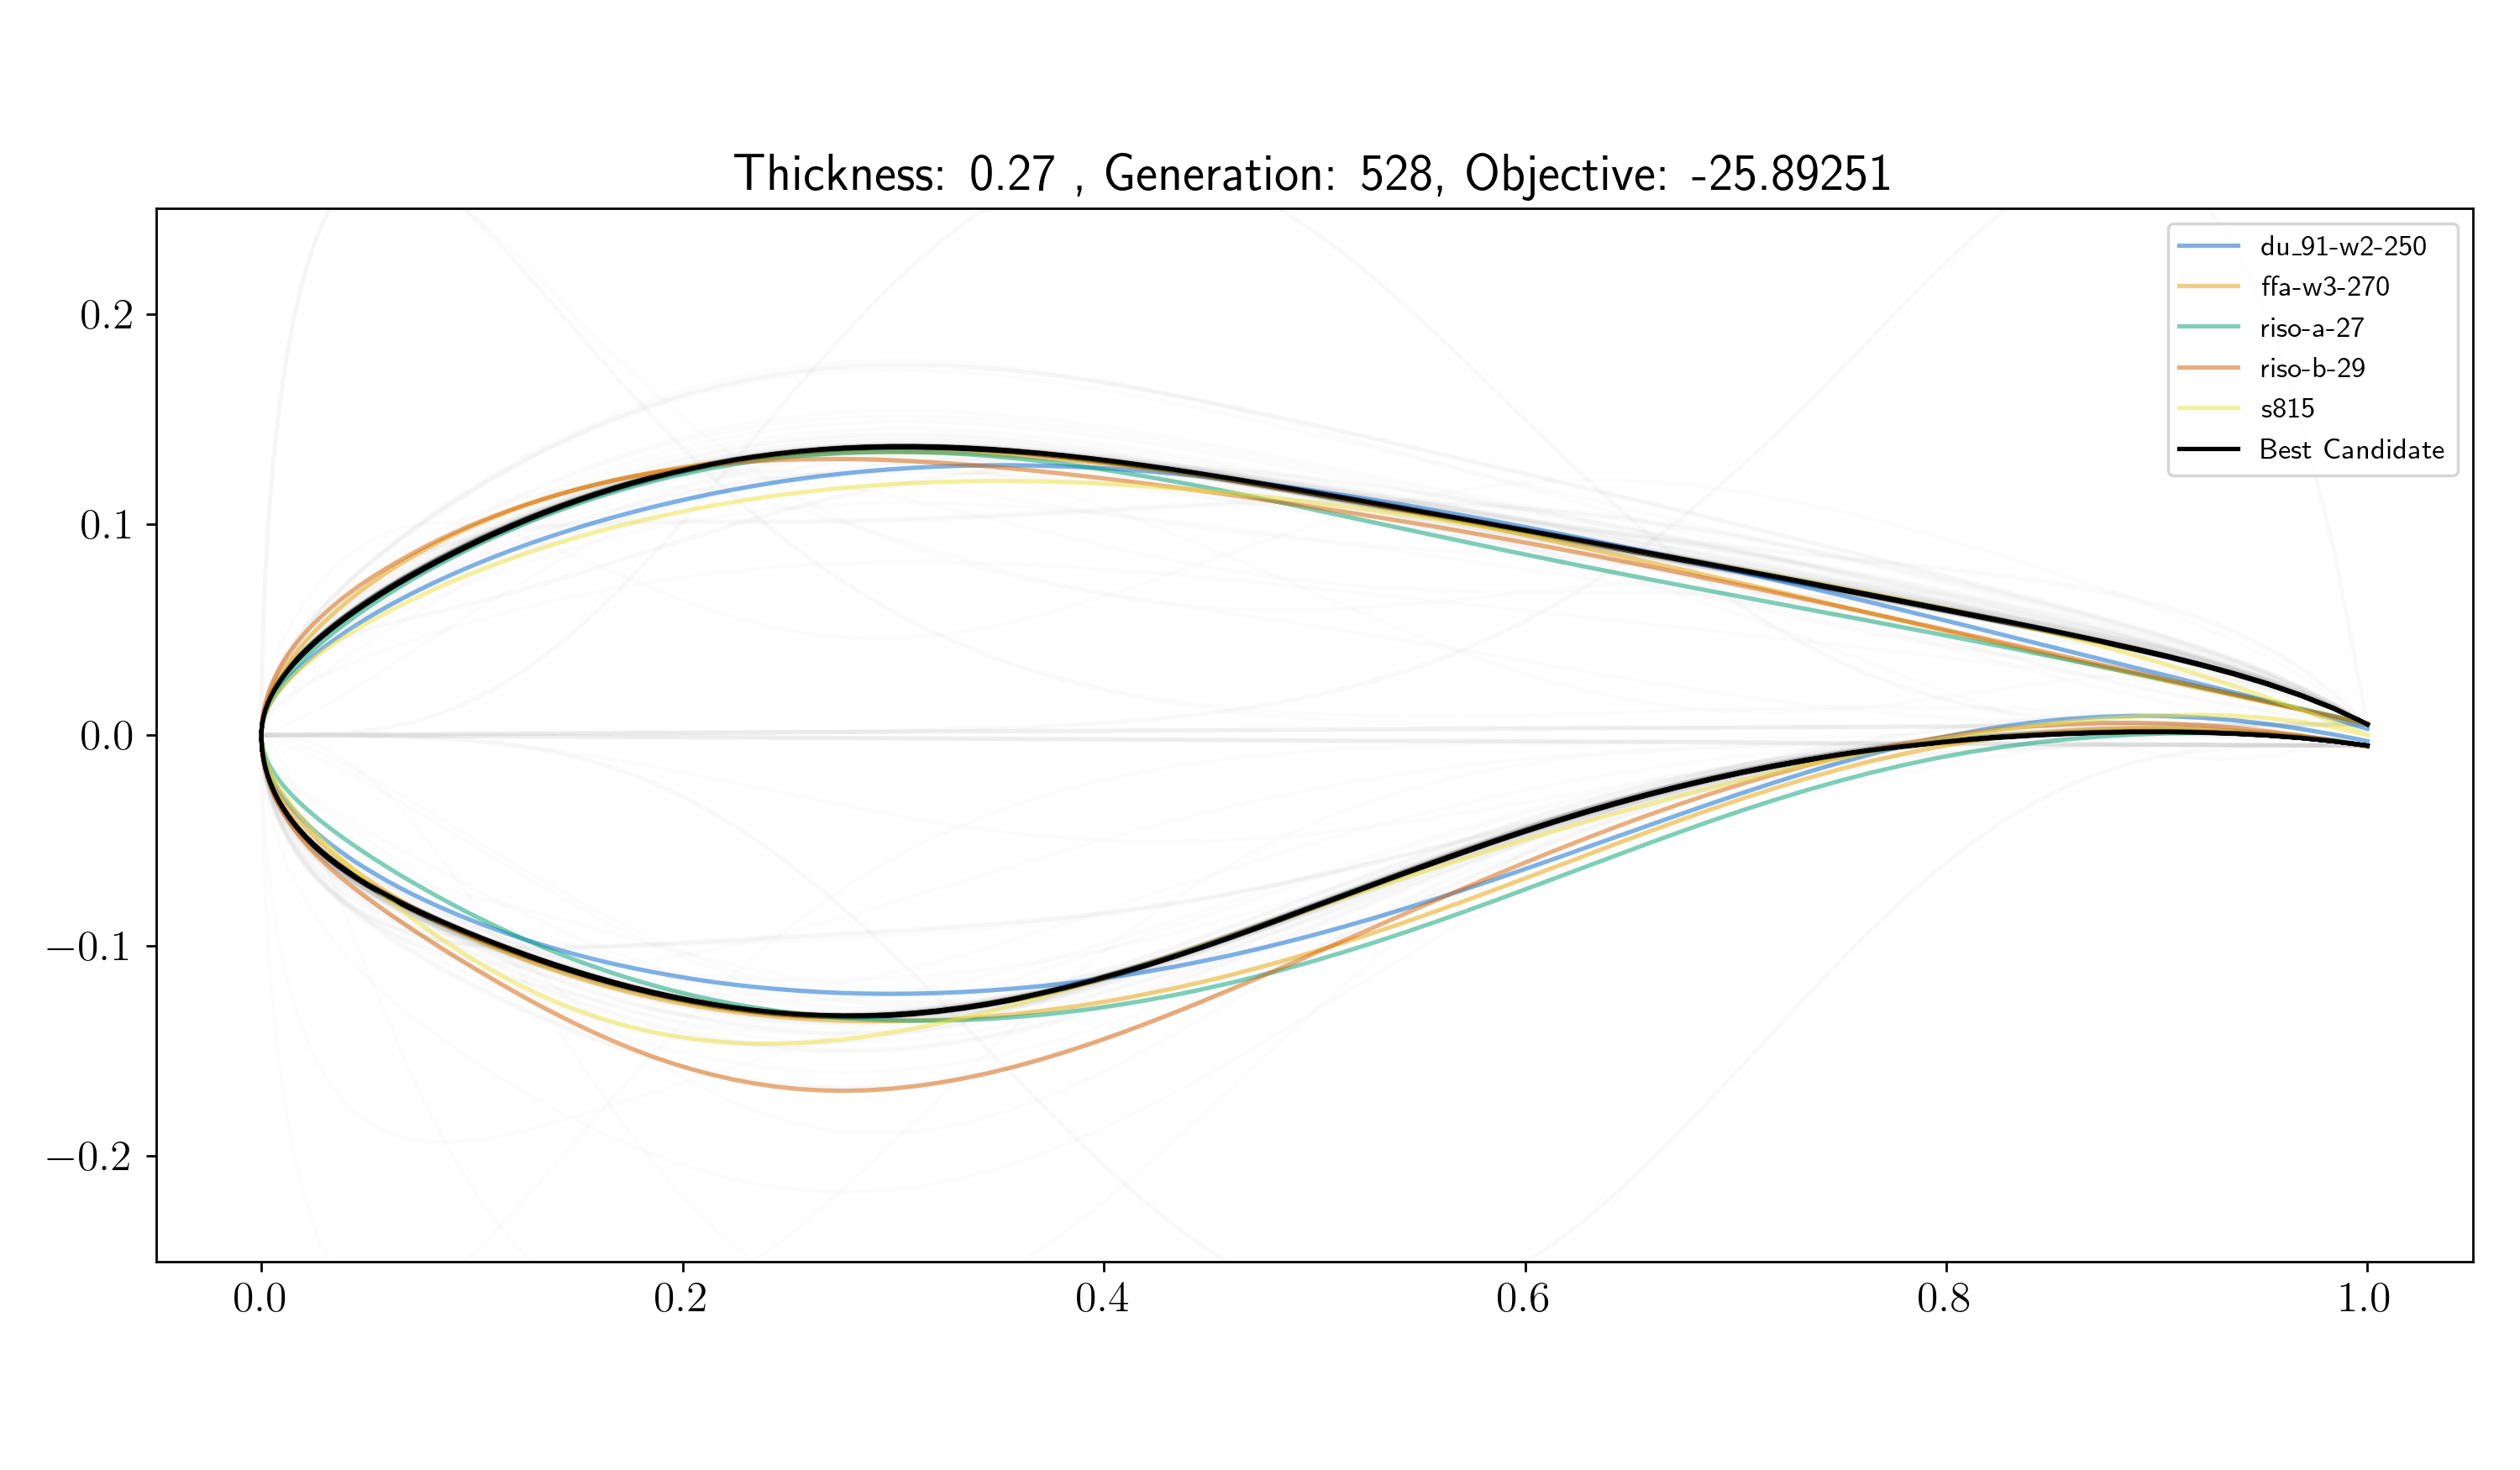 Thickness: 0.27 , Generation: 528, Objective: -25.89251
du_91-w2-250
ffa-w3-270
riso-a-27
riso-b-29
s815
Best Candidate
0.2
0.1
0.0
−0.1
−0.2
0.0 0.2 0.4 0.6 0.8 1.0